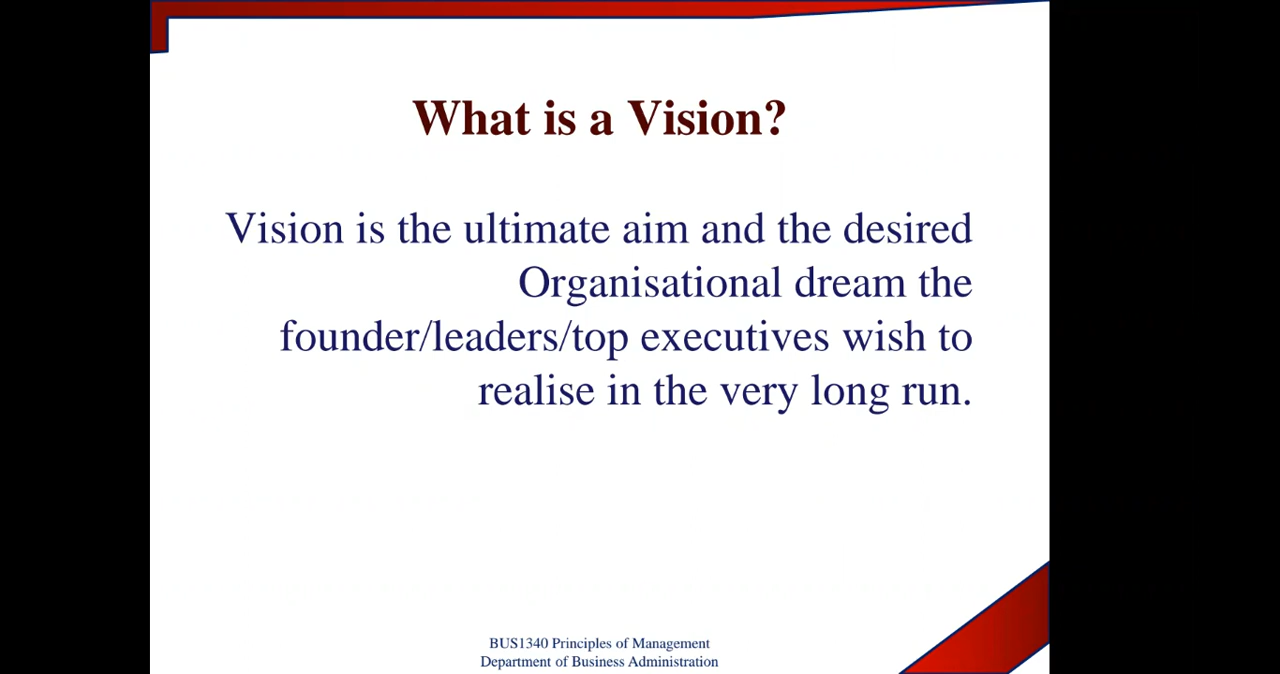 What is a Vision?
Vision is the ultimate aim and the desired
Organisational dream the
founder/leaders/top executives wish to
realise in the very long run.
BUS1340 Principles of Management
Department of Business Administration